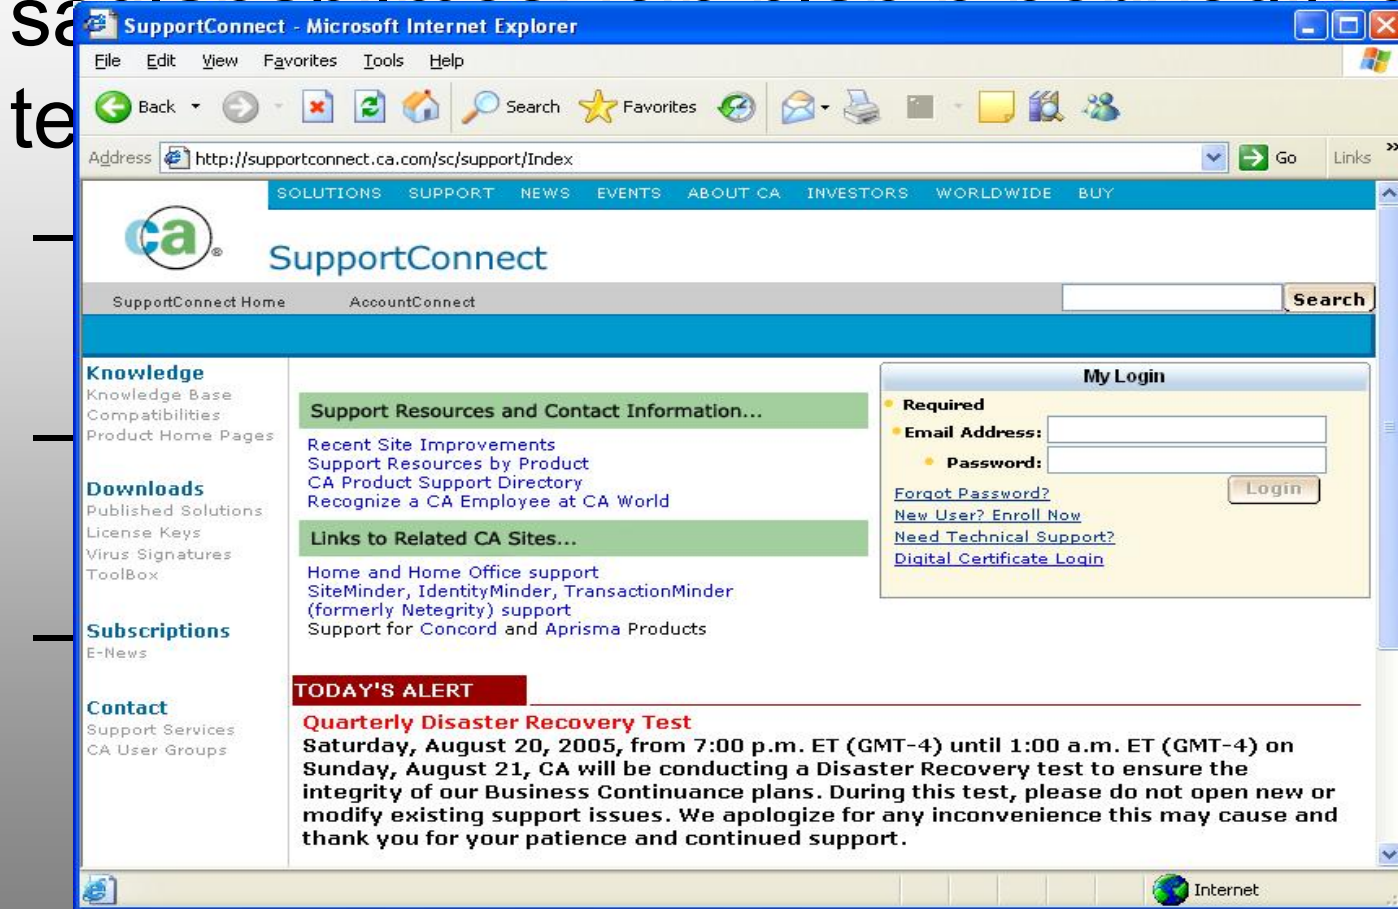 sa
te
SupportConnect - Microsoft Internet Explorer
File Edit View Favorites Tools Help
Back Search Favorites
Address http://supportconnect.ca.com/sc/support/Index Go Links »
SOLUTIONS SUPPORT NEWS EVENTS ABOUT CA INVESTORS WORLDWIDE BUY
ca®
SupportConnect
SupportConnect Home AccountConnect Search
Knowledge
Knowledge Base
Compatibilities
Product Home Pages
Downloads
Published Solutions
License Keys
Virus Signatures
ToolBox
Subscriptions
E-News
Contact
Support Services
CA User Groups
Support Resources and Contact Information...
Recent Site Improvements
Support Resources by Product
CA Product Support Directory
Recognize a CA Employee at CA World
Links to Related CA Sites...
Home and Home Office support
SiteMinder, IdentityMinder, TransactionMinder
(formerly Netegrity) support
Support for Concord and Aprisma Products
My Login
Required
Email Address:
Password:
Login
Forgot Password?
New User? Enroll Now
Need Technical Support?
Digital Certificate Login
TODAY'S ALERT
Quarterly Disaster Recovery Test
Saturday, August 20, 2005, from 7:00 p.m. ET (GMT-4) until 1:00 a.m. ET (GMT-4) on
Sunday, August 21, CA will be conducting a Disaster Recovery test to ensure the
integrity of our Business Continuance plans. During this test, please do not open new or
modify existing support issues. We apologize for any inconvenience this may cause and
thank you for your patience and continued support.
Internet